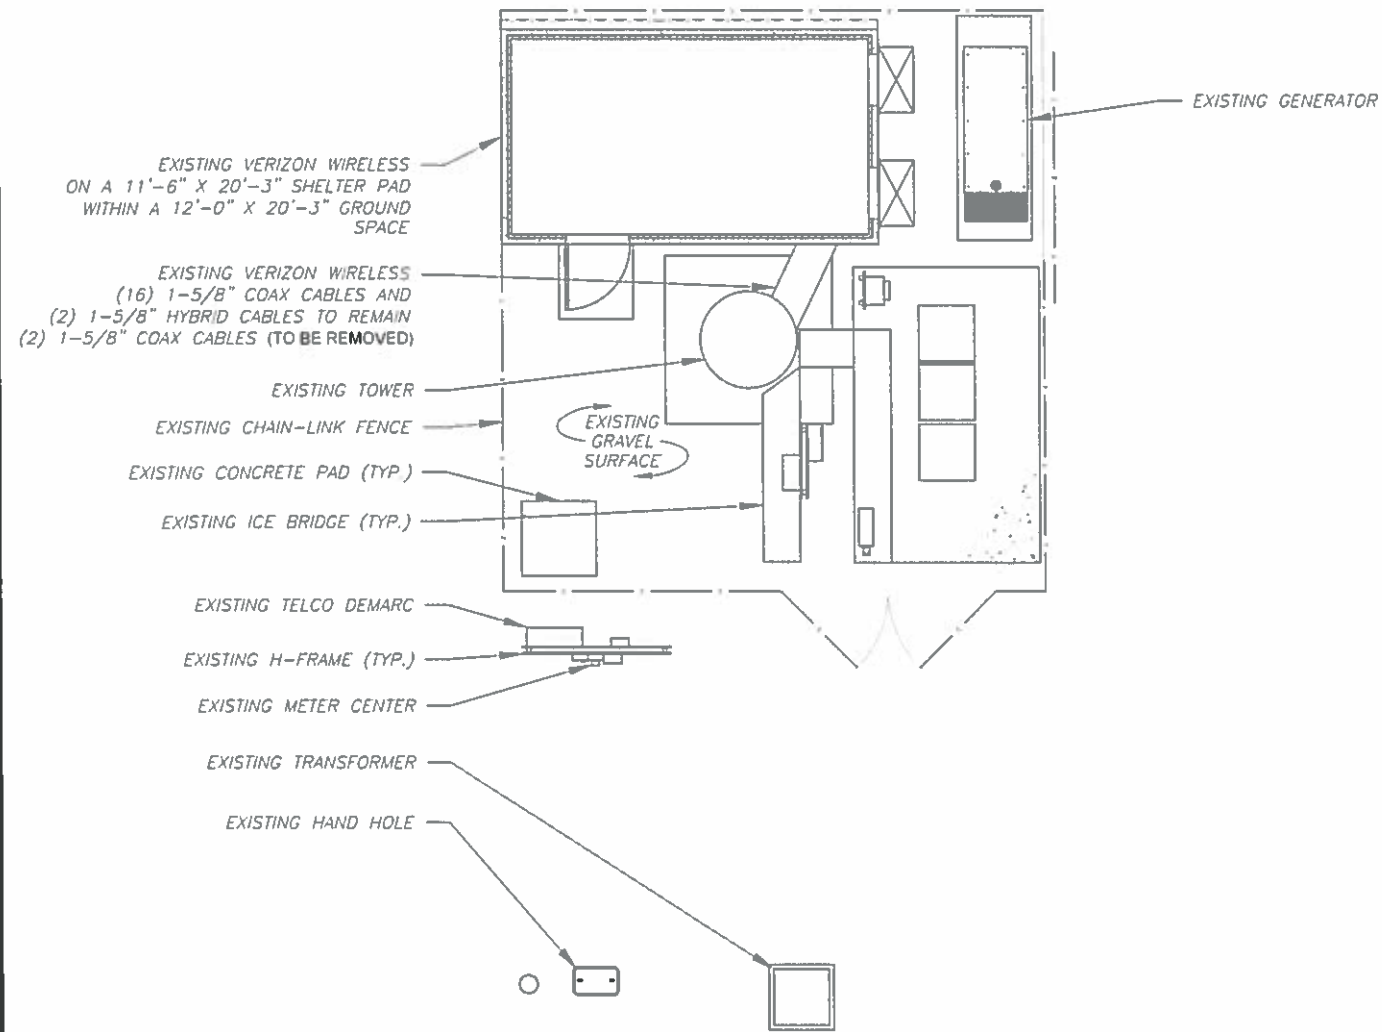 EXISTING GENERATOR
EXISTING VERIZON WIRELESS
ON A 11'-6" X 20'-3" SHELTER PAD
WITHIN A 12'-0" X 20'-3" GROUND
SPACE
EXISTING VERIZON WIRELESS
(16) 1-5/8" COAX CABLES AND
(2) 1-5/8" HYBRID CABLES TO REMAIN
(2) 1-5/8" COAX CABLES (TO BE REMOVED)
EXISTING TOWER
EXISTING CHAIN-LINK FENCE
EXISTING
GRAVEL
SURFACE
EXISTING CONCRETE PAD (TYP.)
EXISTING ICE BRIDGE (TYP.)
EXISTING TELCO DEMARC
EXISTING H-FRAME (TYP.)
EXISTING METER CENTER
EXISTING TRANSFORMER
EXISTING HAND HOLE